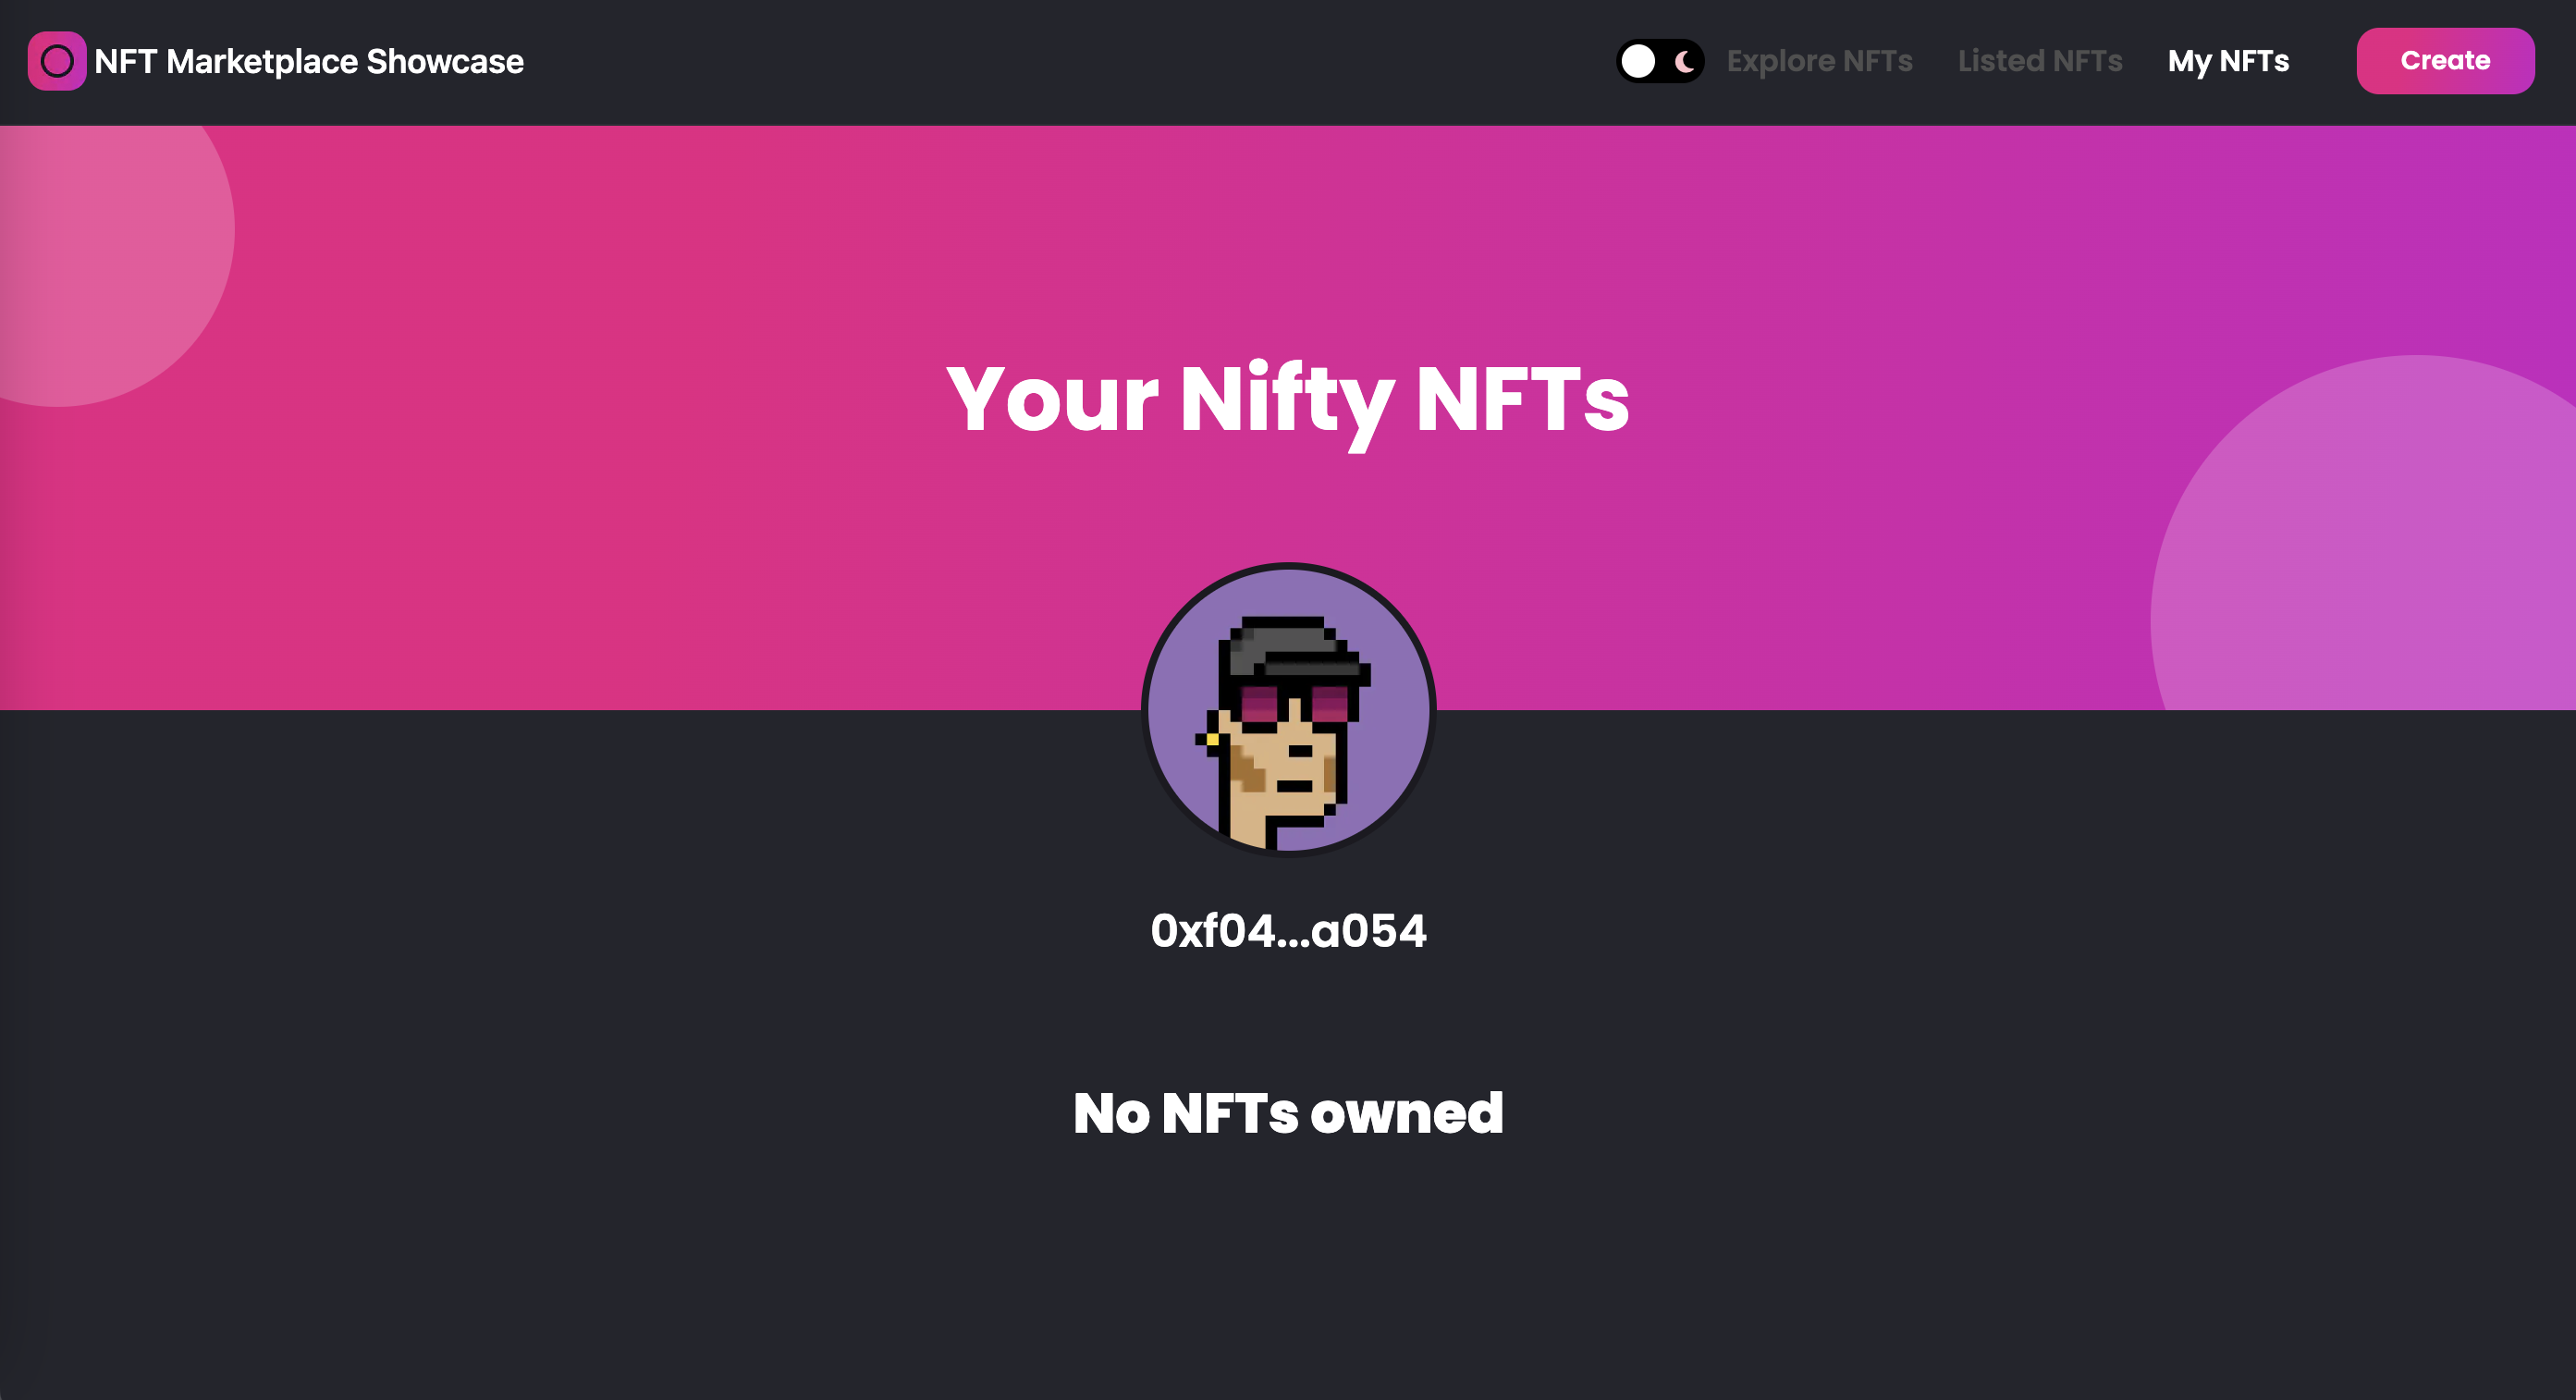 NFT Marketplace Showcase
Explore NFTs
Listed NFTs
My NFTs
Create
Your Nifty NFTs
0xf04...a054
No NFTs owned